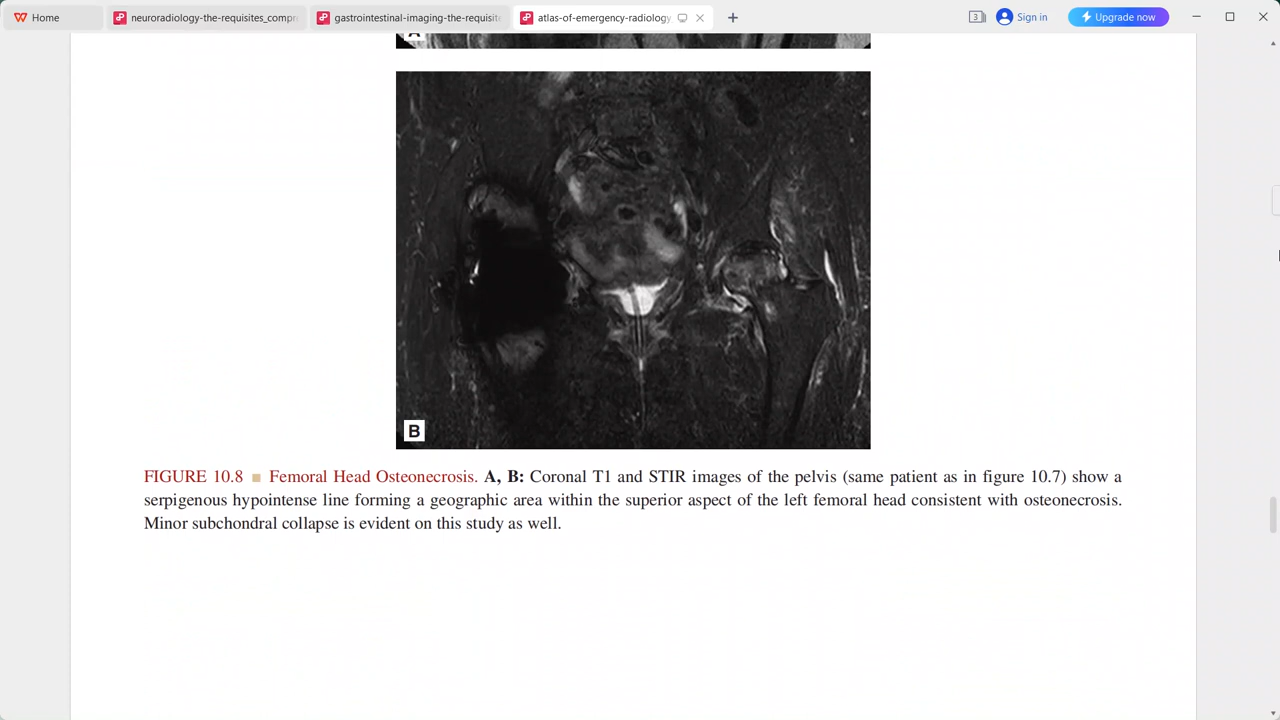 Home
neuroradiology-the-requisites_compr
gastrointestinal-imaging-the-requisite
atlas-of-emergency-radiology
3
Sign in
Upgrade now
A
B
FIGURE 10.8 ■ Femoral Head Osteonecrosis. A, B: Coronal T1 and STIR images of the pelvis (same patient as in figure 10.7) show a
serpigenous hypointense line forming a geographic area within the superior aspect of the left femoral head consistent with osteonecrosis.
Minor subchondral collapse is evident on this study as well.